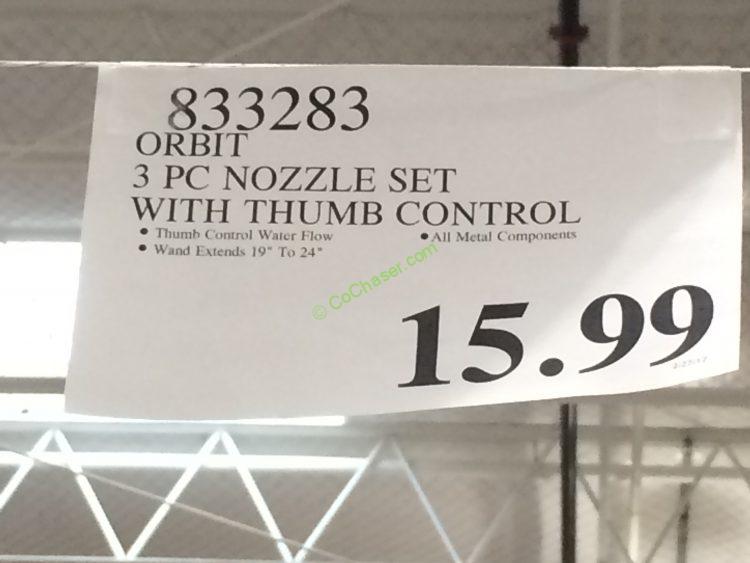 833283
ORBIT
3 PC NOZZLE SET
WITH THUMB CONTROL
• Thumb Control Water Flow • All Metal Components
• Wand Extends 19" To 24"
© CoChaser.com
15.99